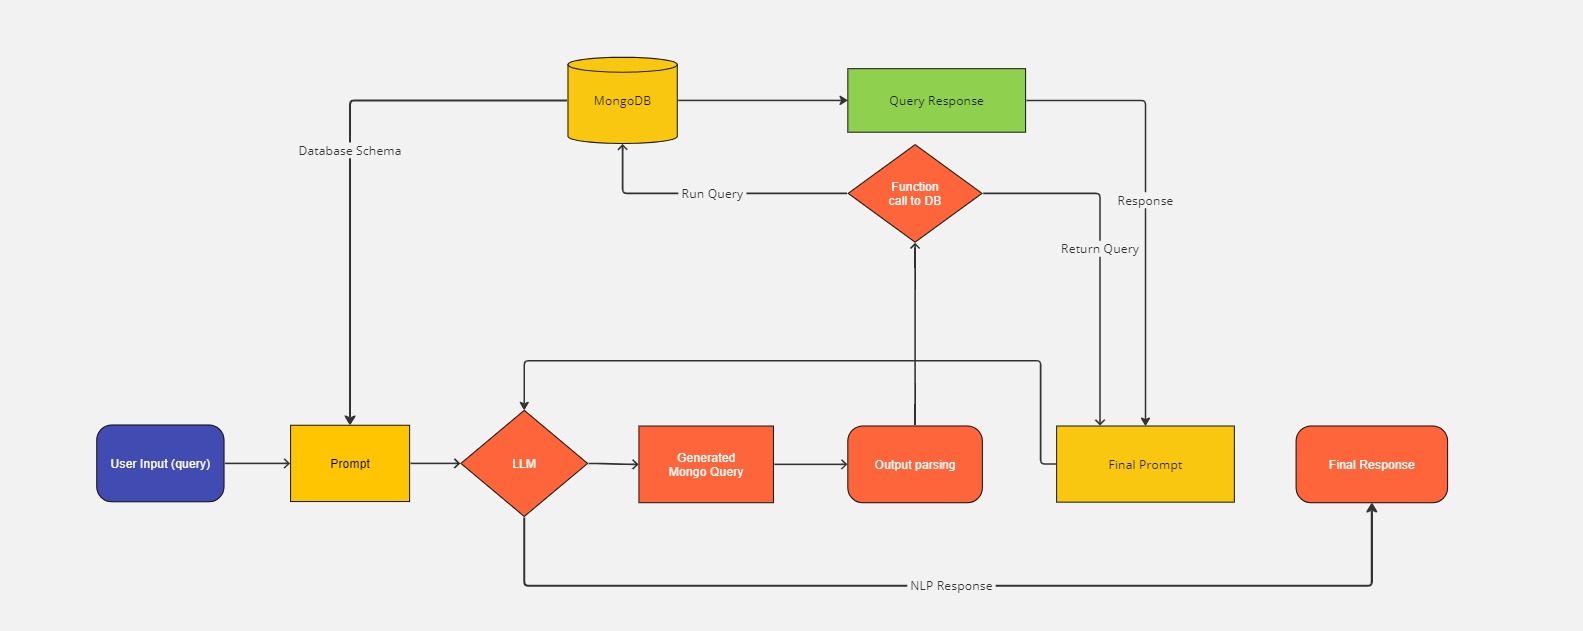 MongoDB
Query Response
Database Schema
Run Query
Function
call to DB
Response
Return Query
User Input (query)
Prompt
LLM
Generated
Mongo Query
Output parsing
Final Prompt
Final Response
NLP Response